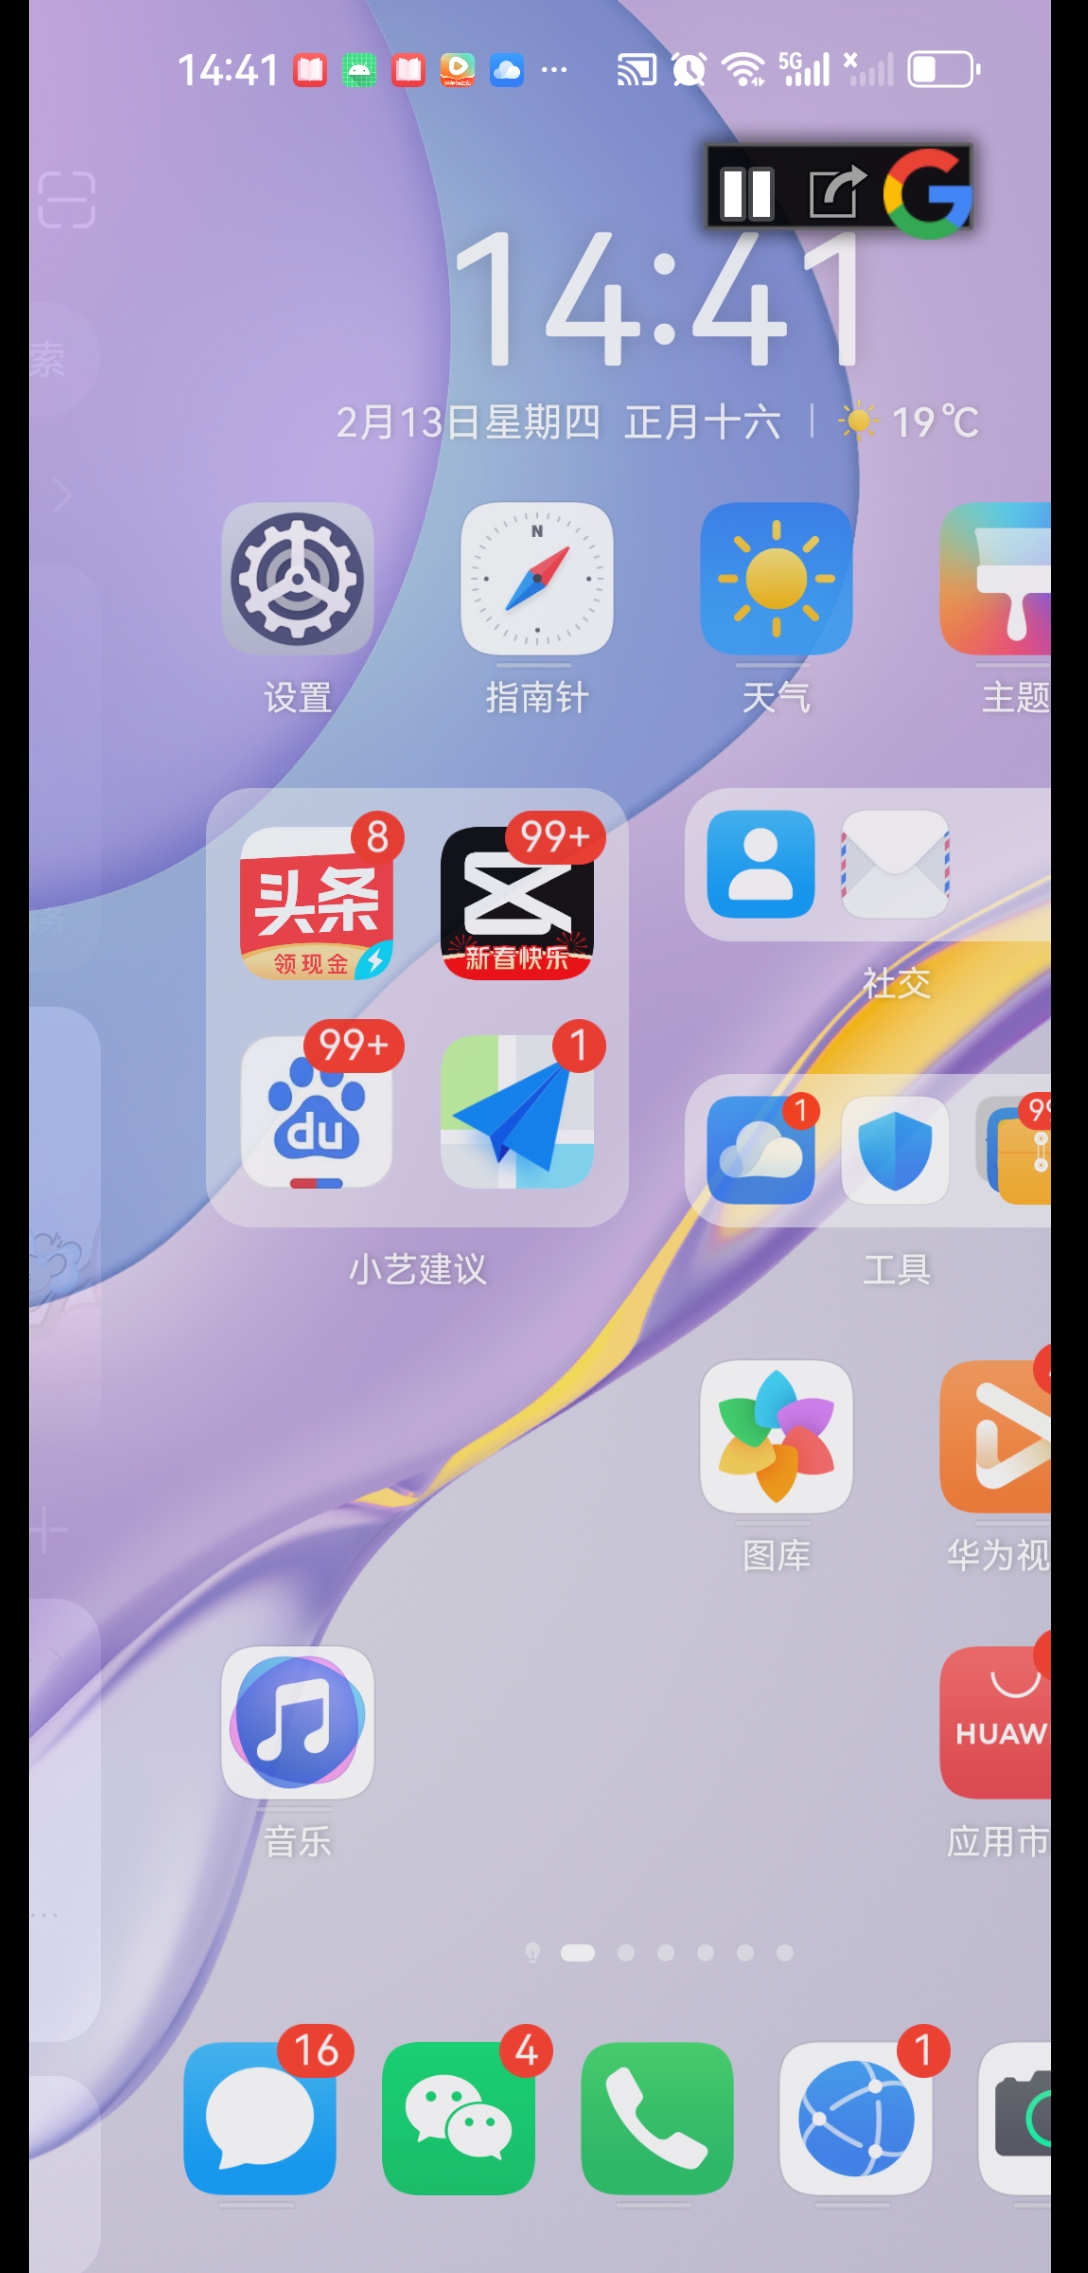 14:41
5G
14:41
索
2月13日星期四 正月十六 | 19℃
N
设置 指南针 天气 主题
8 99+
头条
领现金 新春快乐
务
社交
99+ 1
du
1 99
小艺建议 工具
图库 华为视
HUAW
音乐 应用市
16 4 1